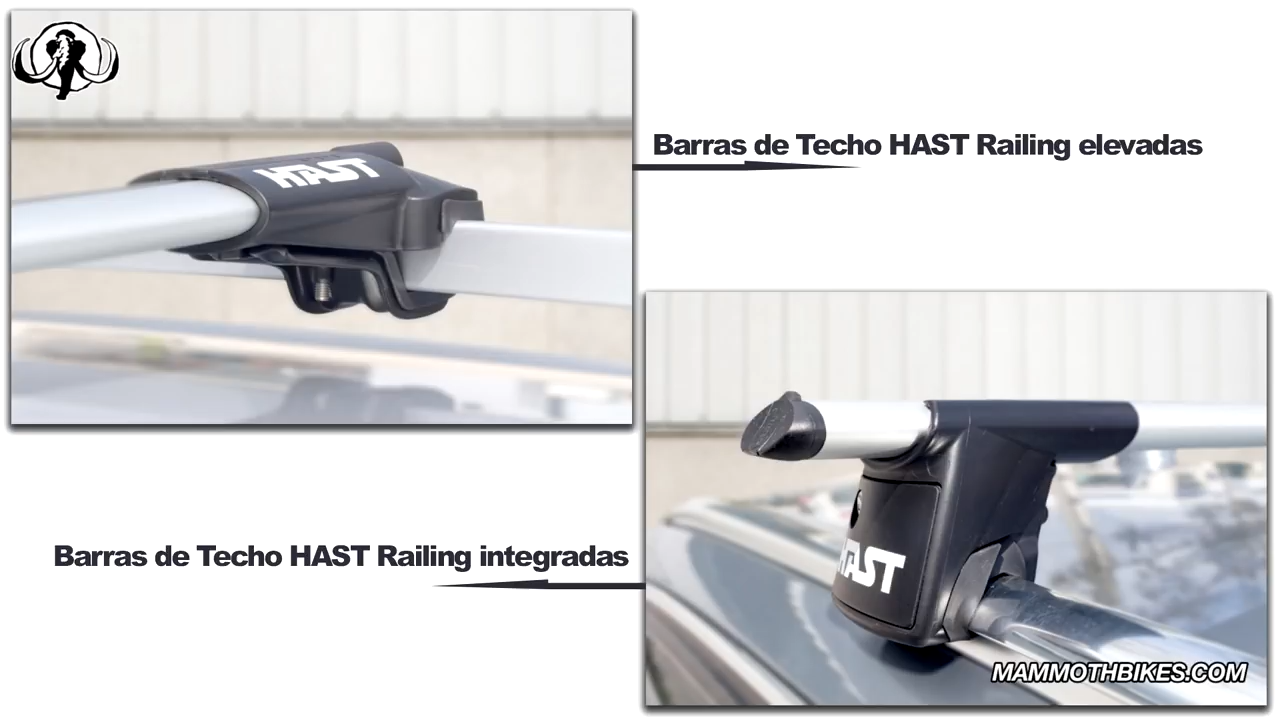 HAST
Barras de Techo HAST Railing elevadas
Barras de Techo HAST Railing integradas
HAST
MAMMOTHBIKES.COM